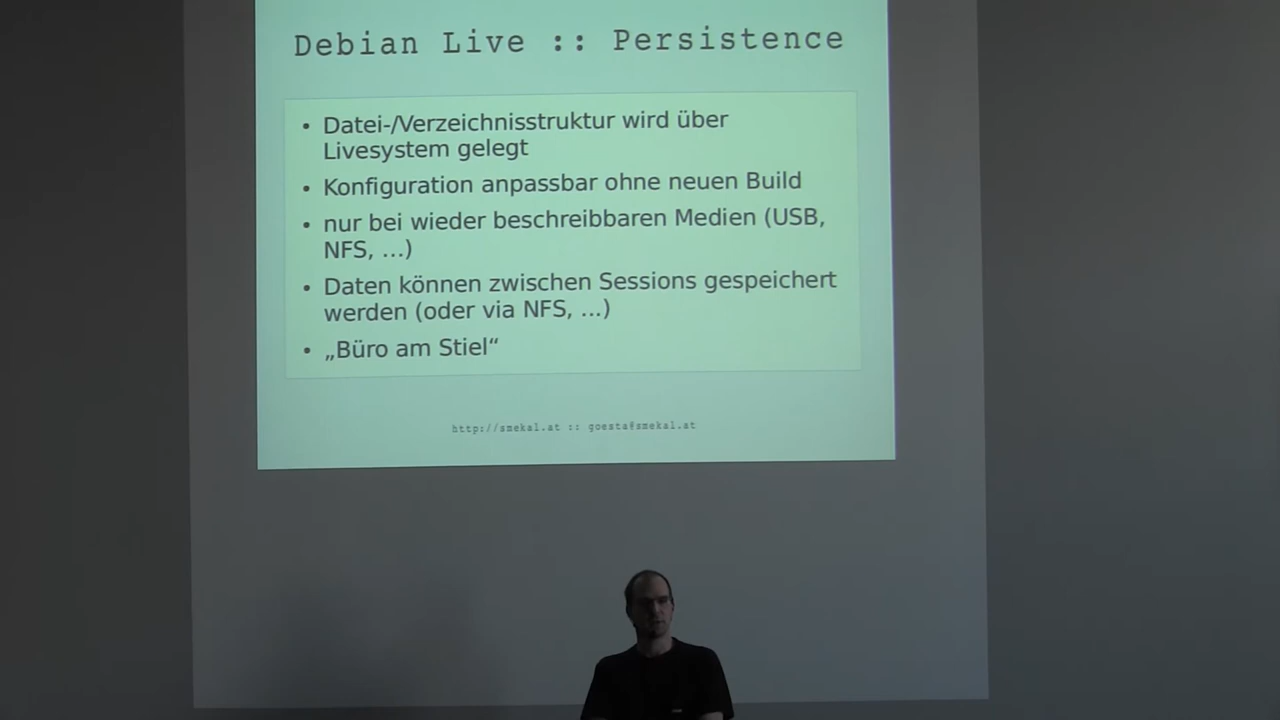 Debian Live :: Persistence
• Datei-/Verzeichnisstruktur wird über
Livesystem gelegt
• Konfiguration anpassbar ohne neuen Build
• nur bei wieder beschreibbaren Medien (USB,
NFS, ...)
• Daten können zwischen Sessions gespeichert
werden (oder via NFS, ...)
• „Büro am Stiel“
http://smekal.at :: goesta@smekal.at